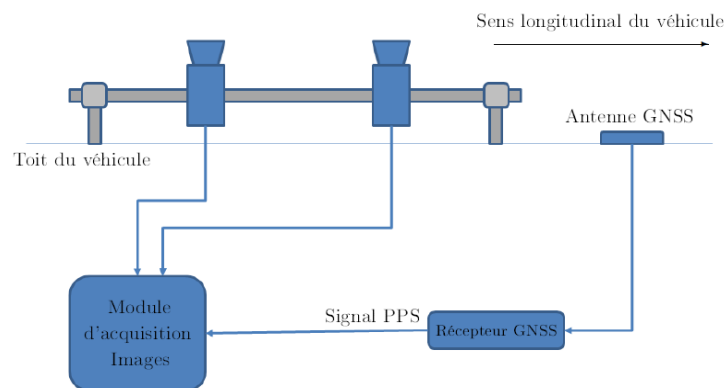 Sens longitudinal du véhicule
Antenne GNSS
Toit du véhicule
Module
d'acquisition
Images
Signal PPS
Récepteur GNSS